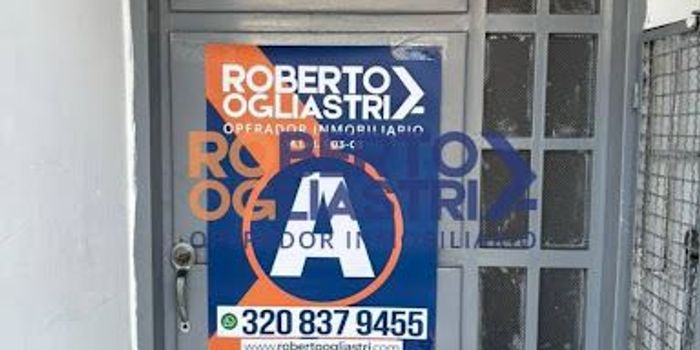 ROBERTO
OGLIASTRI
OPERADOR INMOBILIARIO
ROBERTO
OGLIASTRI
OPERADOR INMOBILIARIO
A
320 837 9455
www.robertoogliastri.com